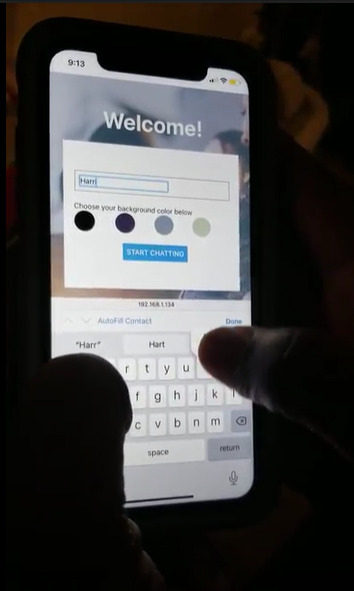 9:13
Welcome!
Harr
Choose your background color below
START CHATTING
192.168.1.134
AutoFill Contact
Done
"Harr"
Hart
r t y u
f g h j k l
c v b n m
space
return